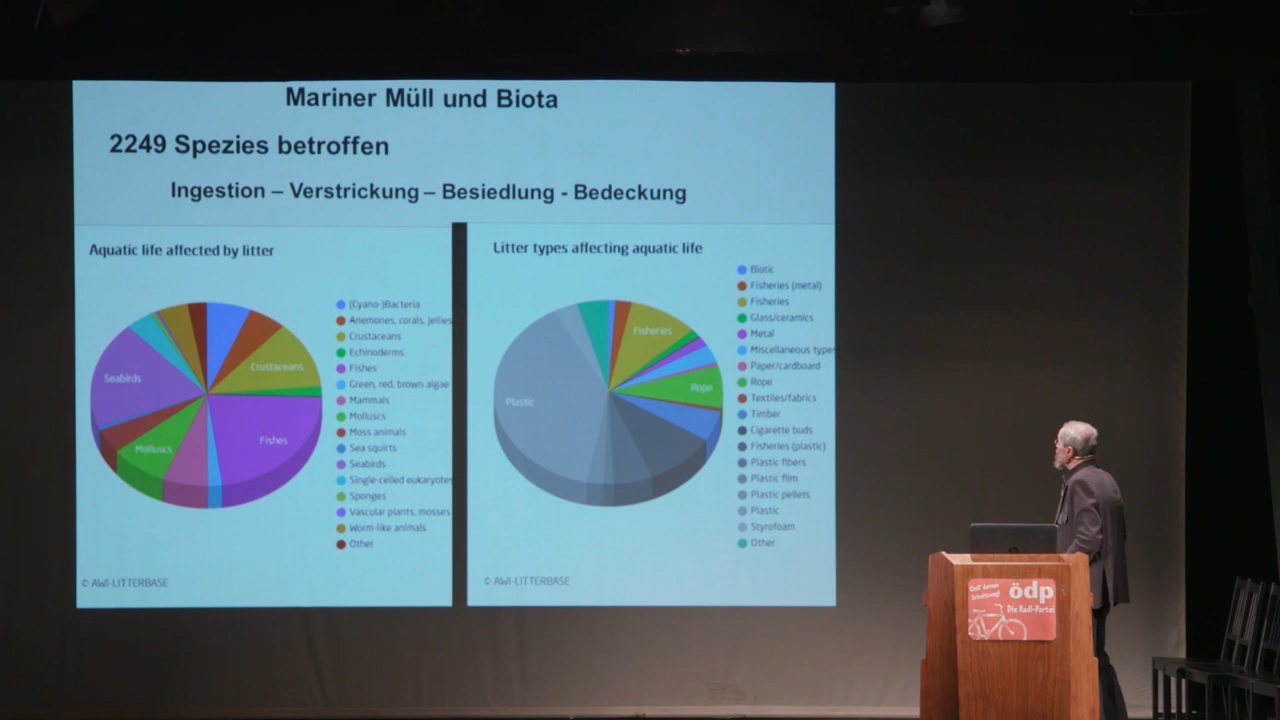 Mariner Müll und Biota
2249 Spezies betroffen
Ingestion – Verstrickung – Besiedlung - Bedeckung
Aquatic life affected by litter
Seabirds
Crustaceans
Molluscs
Fishes
(Cyano-)Bacteria
Anemones, corals, jellies
Crustaceans
Echinoderms
Fishes
Green, red, brown algae
Mammals
Molluscs
Moss animals
Sea squirts
Seabirds
Single-celled eukaryotes
Sponges
Vascular plants, mosses
Worm-like animals
Other
© AWI-LITTERBASE
Litter types affecting aquatic life
Fisheries
Rope
Plastic
Biotic
Fisheries (metal)
Fisheries
Glass/ceramics
Metal
Miscellaneous types
Paper/cardboard
Rope
Textiles/fabrics
Timber
Cigarette buds
Fisheries (plastic)
Plastic fibers
Plastic film
Plastic pellets
Plastic
Styrofoam
Other
© AWI-LITTERBASE
ödp
Die Radl-Partei